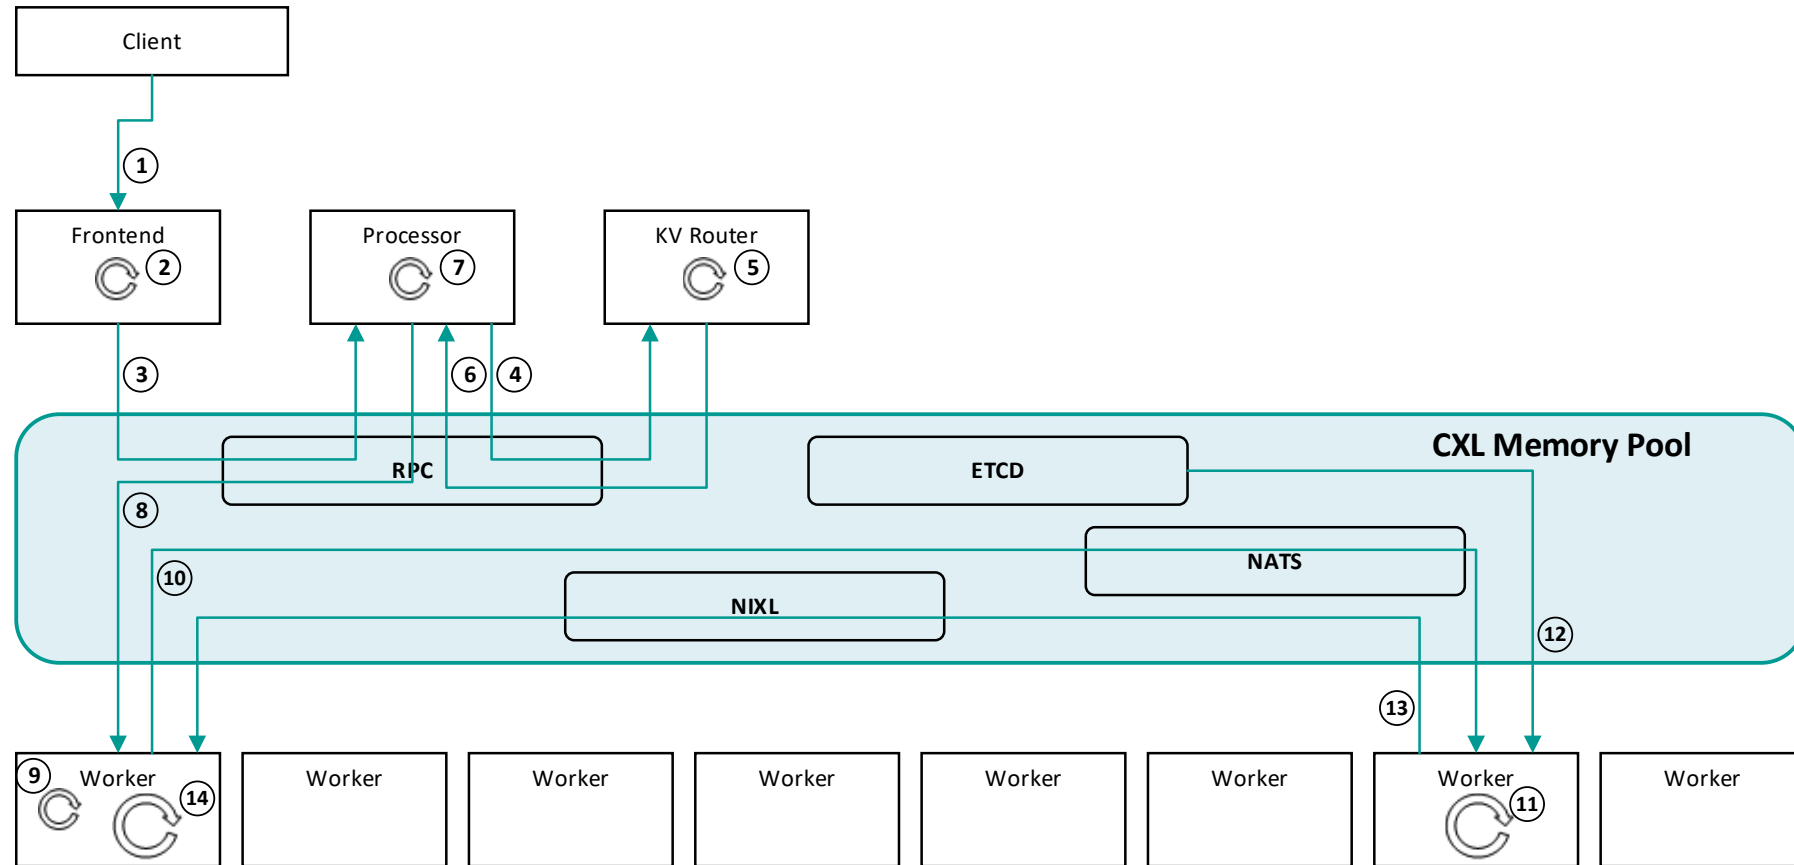 Client
1
Frontend
2
Processor
7
KV Router
5
3
6
4
CXL Memory Pool
RPC
ETCD
8
NATS
10
NIXL
12
13
9
Worker
14
Worker
Worker
Worker
Worker
Worker
Worker
11
Worker